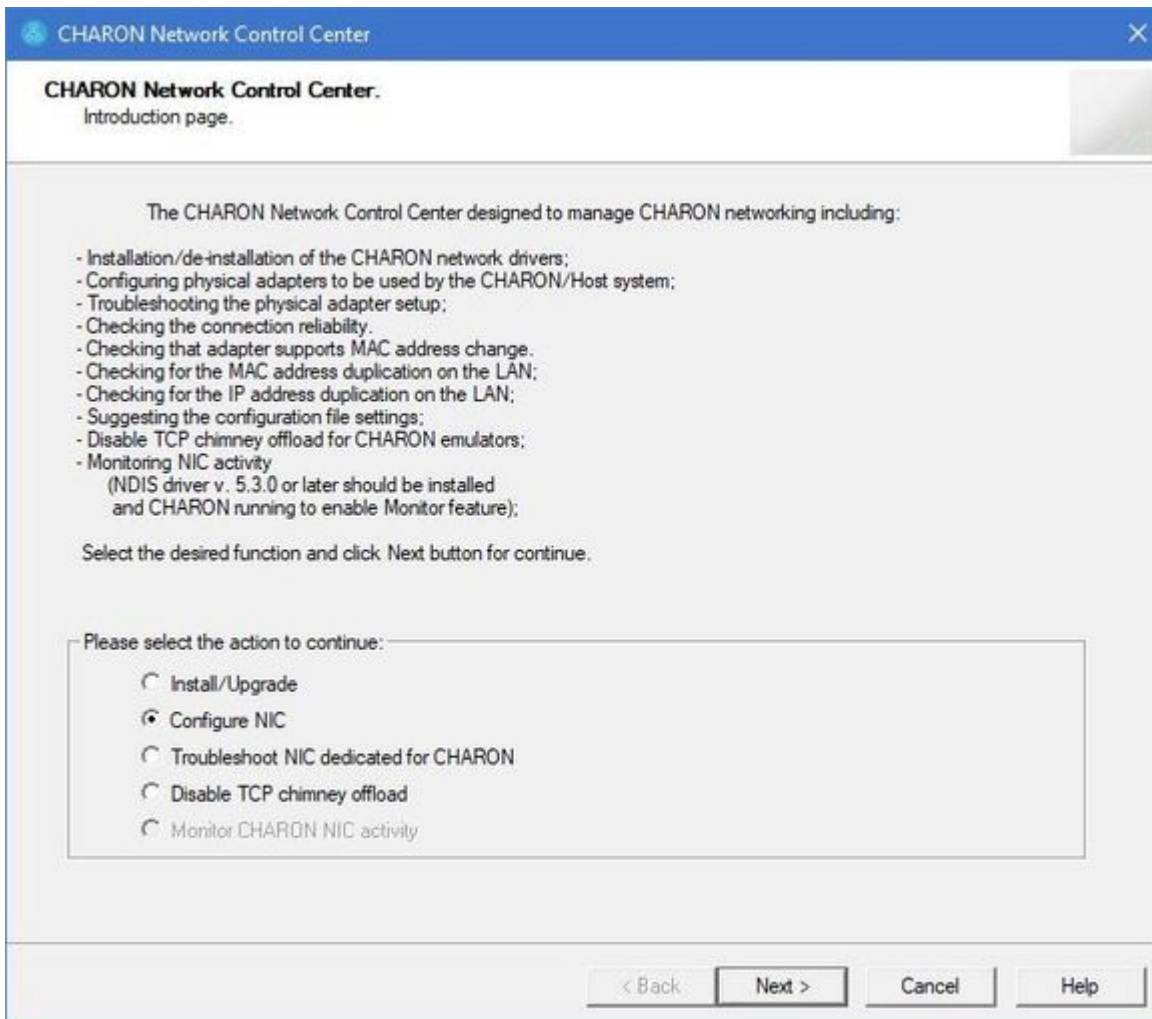 CHARON Network Control Center
CHARON Network Control Center.
Introduction page.
The CHARON Network Control Center designed to manage CHARON networking including:
- Installation/de-installation of the CHARON network drivers;
- Configuring physical adapters to be used by the CHARON/Host system;
- Troubleshooting the physical adapter setup;
- Checking the connection reliability.
- Checking that adapter supports MAC address change.
- Checking for the MAC address duplication on the LAN;
- Checking for the IP address duplication on the LAN;
- Suggesting the configuration file settings;
- Disable TCP chimney offload for CHARON emulators;
- Monitoring NIC activity
(NDIS driver v. 5.3.0 or later should be installed
and CHARON running to enable Monitor feature);
Select the desired function and click Next button for continue.
Please select the action to continue:
Install/Upgrade
Configure NIC
Troubleshoot NIC dedicated for CHARON
Disable TCP chimney offload
Monitor CHARON NIC activity
< Back Next > Cancel Help